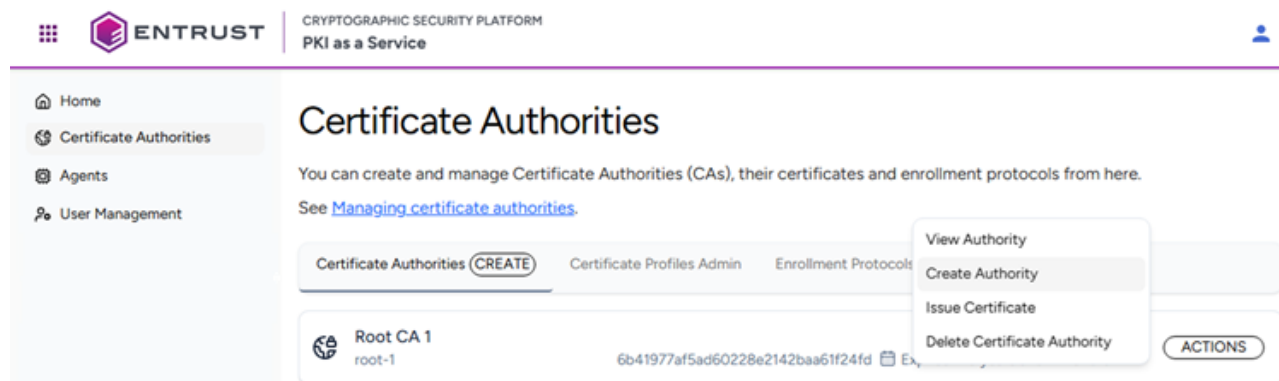 ENTRUST
CRYPTOGRAPHIC SECURITY PLATFORM
PKI as a Service
Home
Certificate Authorities
Agents
User Management
Certificate Authorities
You can create and manage Certificate Authorities (CAs), their certificates and enrollment protocols from here.
See Managing certificate authorities.
Certificate Authorities CREATE Certificate Profiles Admin Enrollment Protocols
View Authority
Create Authority
Issue Certificate
Delete Certificate Authority
Root CA 1
root-1 6b41977af5ad60228e2142baa61f24fd
ACTIONS